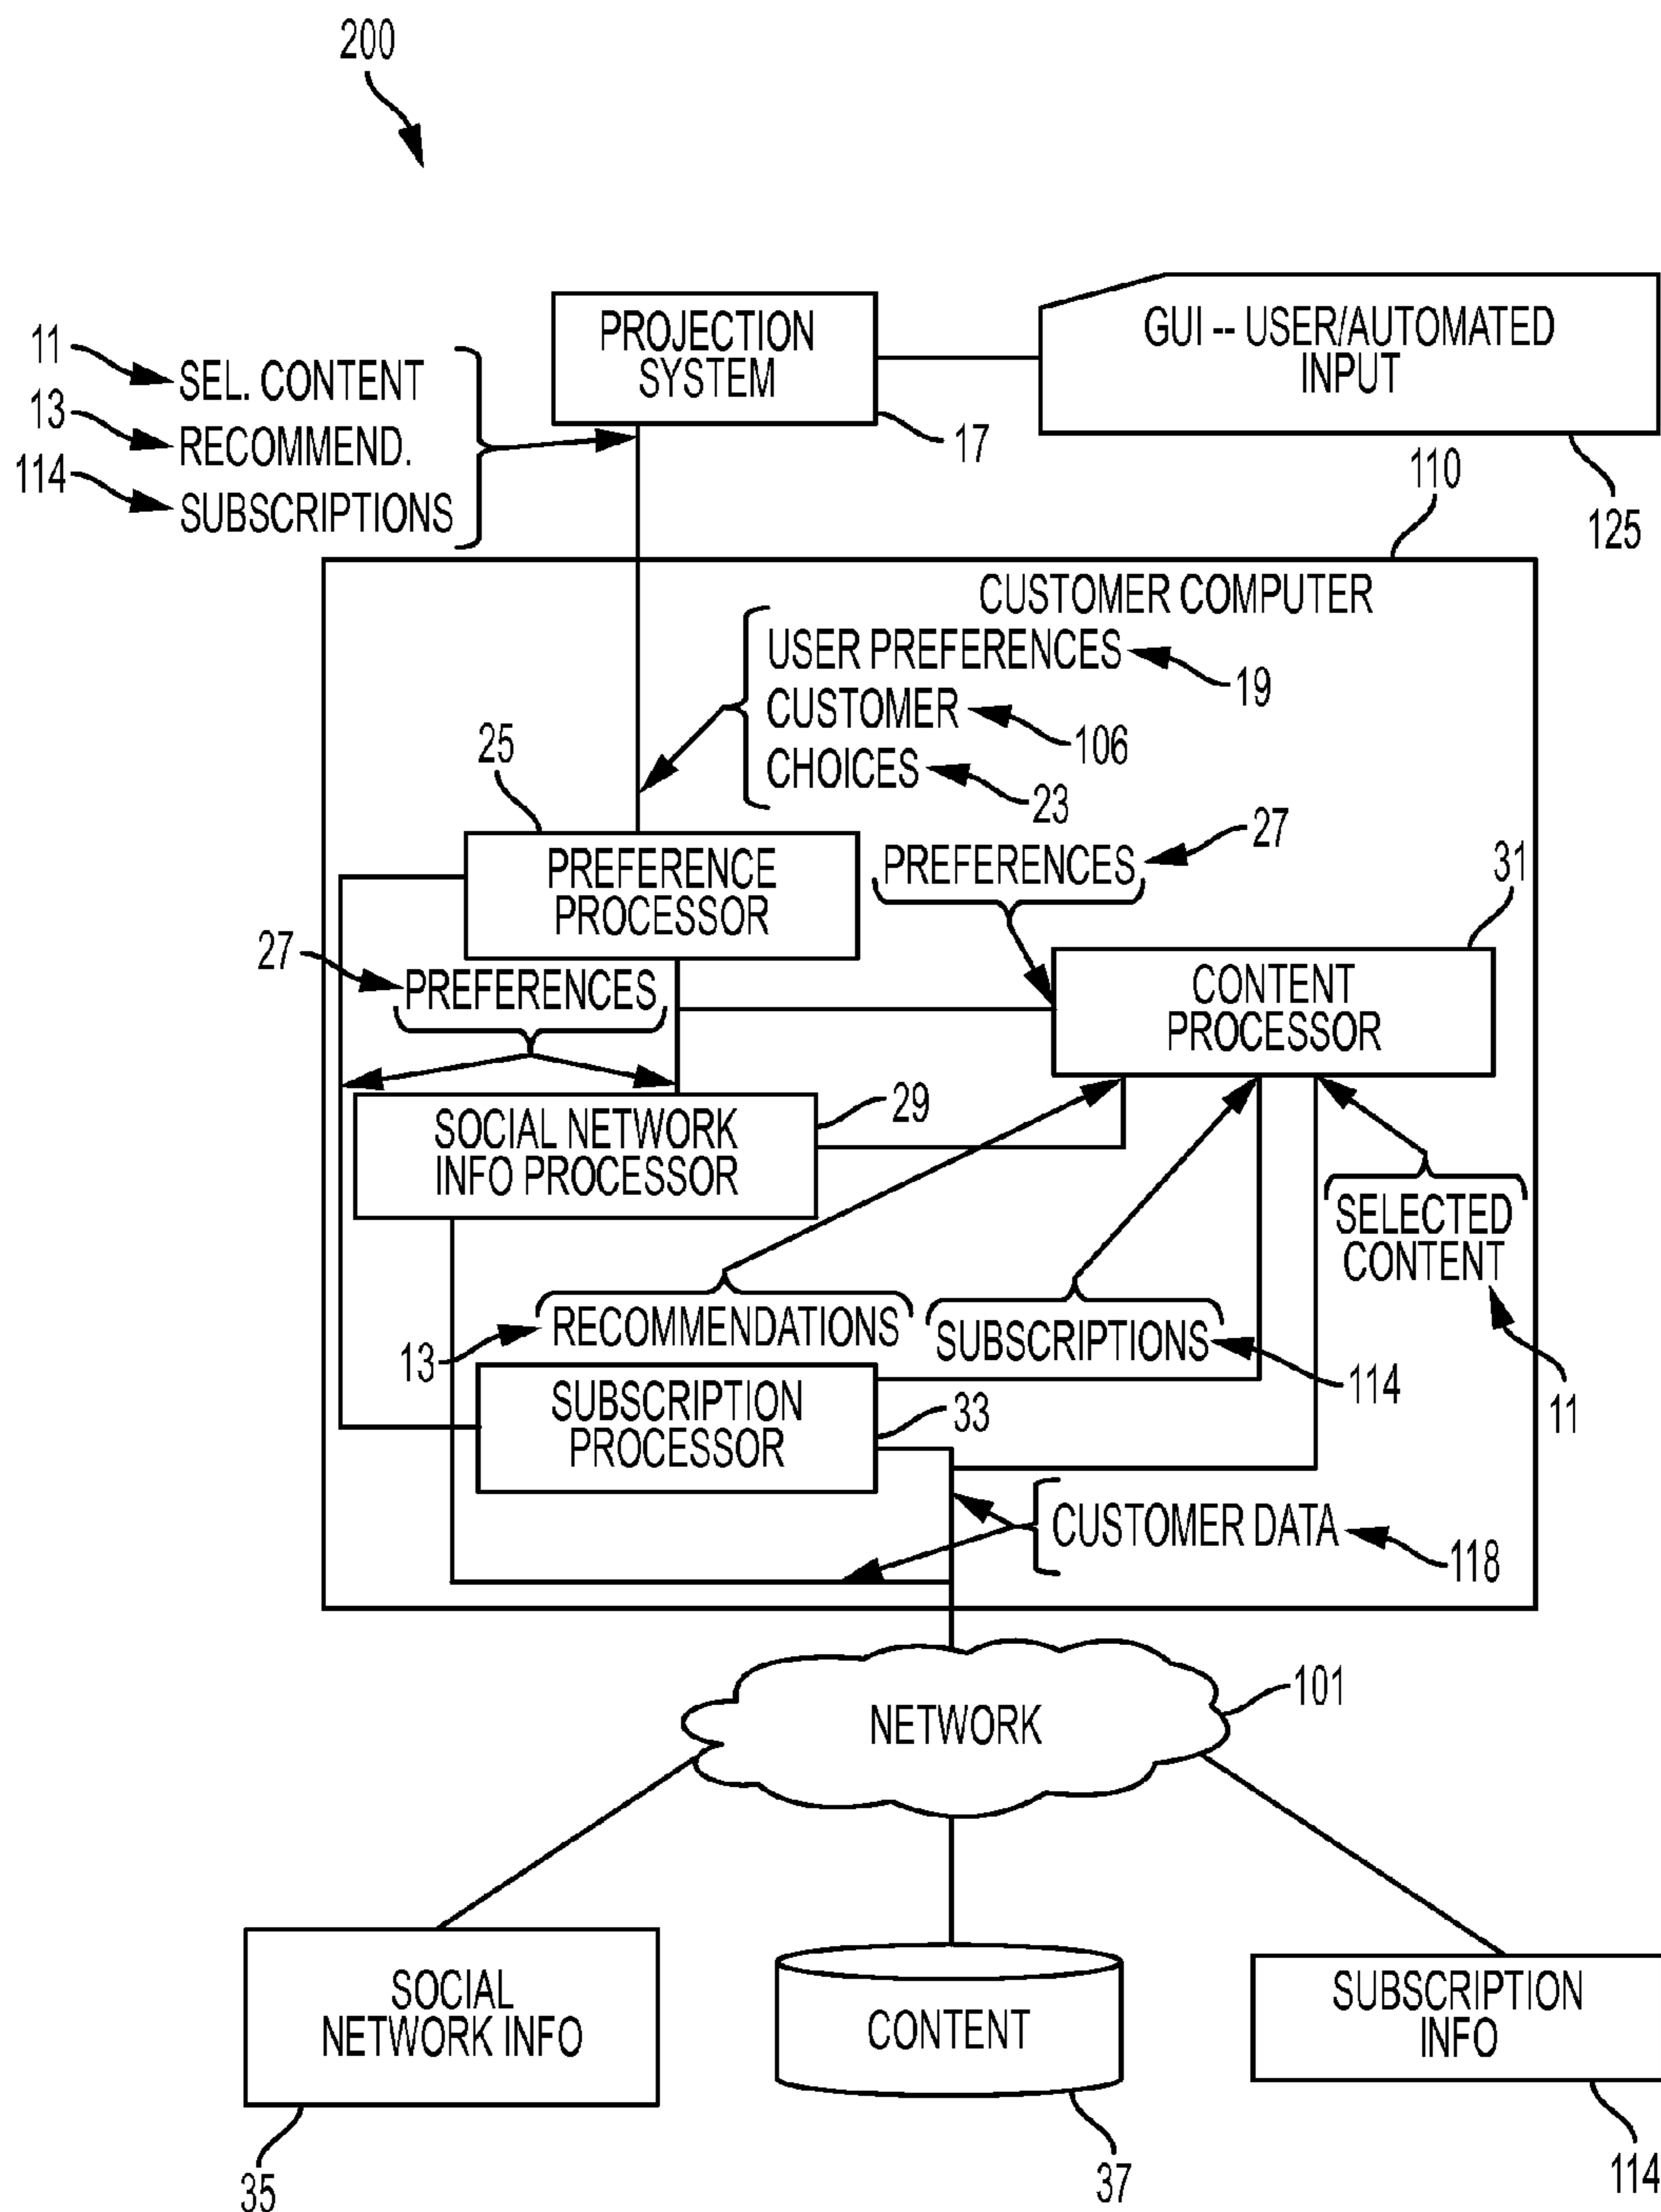 200
11
SEL. CONTENT
13
RECOMMEND.
114
SUBSCRIPTIONS
PROJECTION
SYSTEM
17
GUI -- USER/AUTOMATED
INPUT
125
110
CUSTOMER COMPUTER
USER PREFERENCES
19
CUSTOMER
106
CHOICES
23
25
PREFERENCE
PROCESSOR
PREFERENCES
27
31
CONTENT
PROCESSOR
27
PREFERENCES
SOCIAL NETWORK
INFO PROCESSOR
29
SELECTED
CONTENT
11
RECOMMENDATIONS
13
SUBSCRIPTIONS
114
SUBSCRIPTION
PROCESSOR
33
CUSTOMER DATA
118
NETWORK
101
SOCIAL
NETWORK INFO
35
CONTENT
37
SUBSCRIPTION
INFO
114